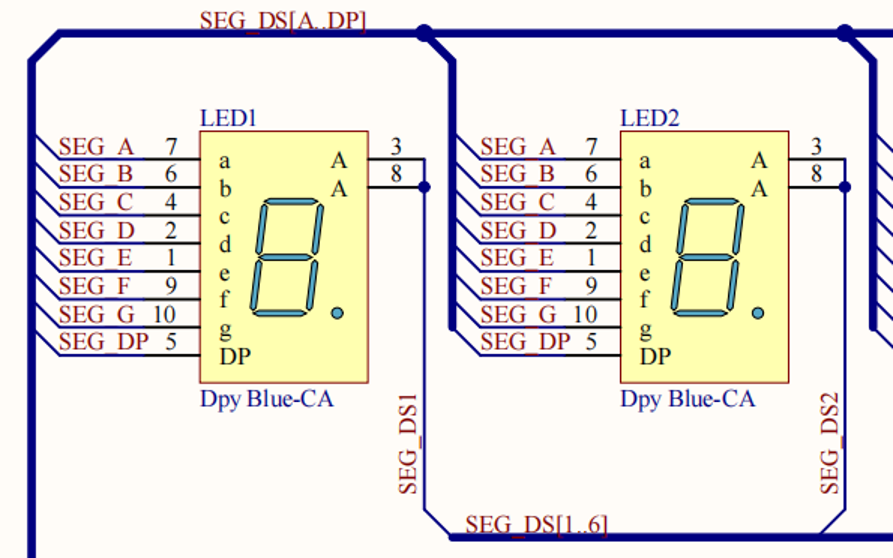 SEG_DS[A..DP]
LED1
SEG_A 7 a A 3
SEG_B 6 b A 8
SEG_C 4 c
SEG_D 2 d
SEG_E 1 e
SEG_F 9 f
SEG_G 10 g
SEG_DP 5 DP
Dpy Blue-CA
SEG_DS1
LED2
SEG_A 7 a A 3
SEG_B 6 b A 8
SEG_C 4 c
SEG_D 2 d
SEG_E 1 e
SEG_F 9 f
SEG_G 10 g
SEG_DP 5 DP
Dpy Blue-CA
SEG_DS2
SEG_DS[1..6]